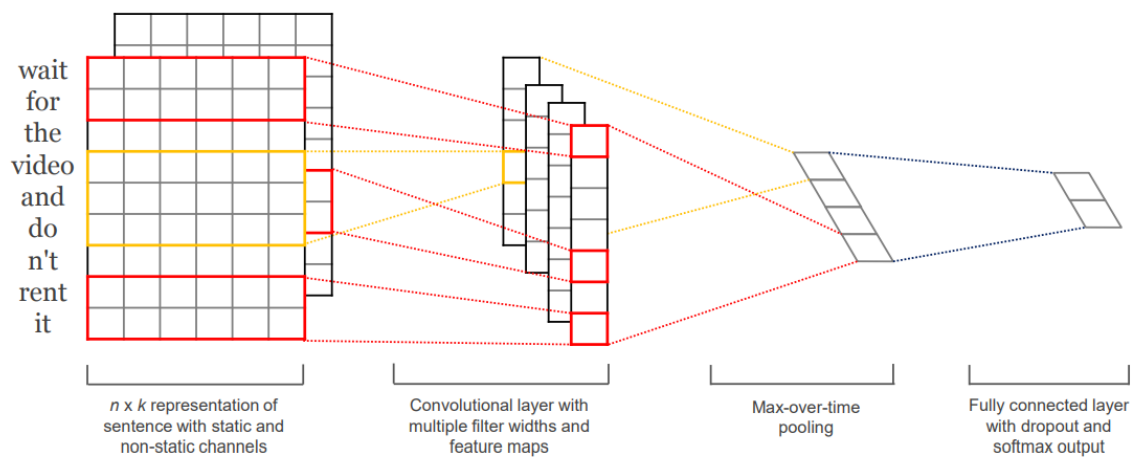 wait
for
the
video
and
do
n't
rent
it
n x k representation of
sentence with static and
non-static channels
Convolutional layer with
multiple filter widths and
feature maps
Max-over-time
pooling
Fully connected layer
with dropout and
softmax output